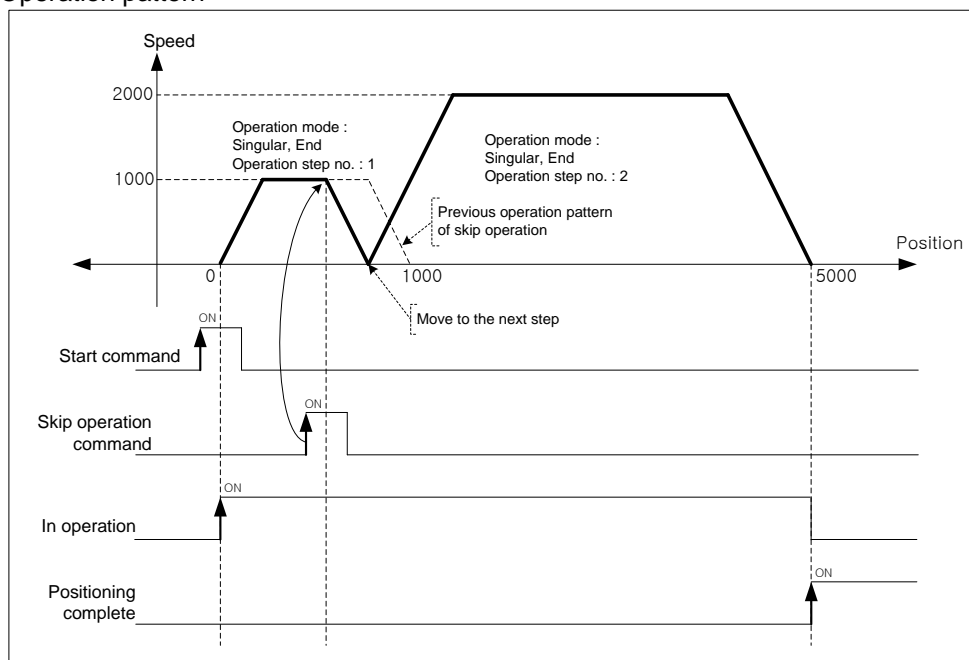 Operation pattern
Speed
2000
Operation mode :
Singular, End
Operation step no. : 1
Operation mode :
Singular, End
Operation step no. : 2
1000
Previous operation pattern
of skip operation
Position
0
1000
5000
Move to the next step
ON
Start command
ON
Skip operation
command
ON
In operation
ON
Positioning
complete